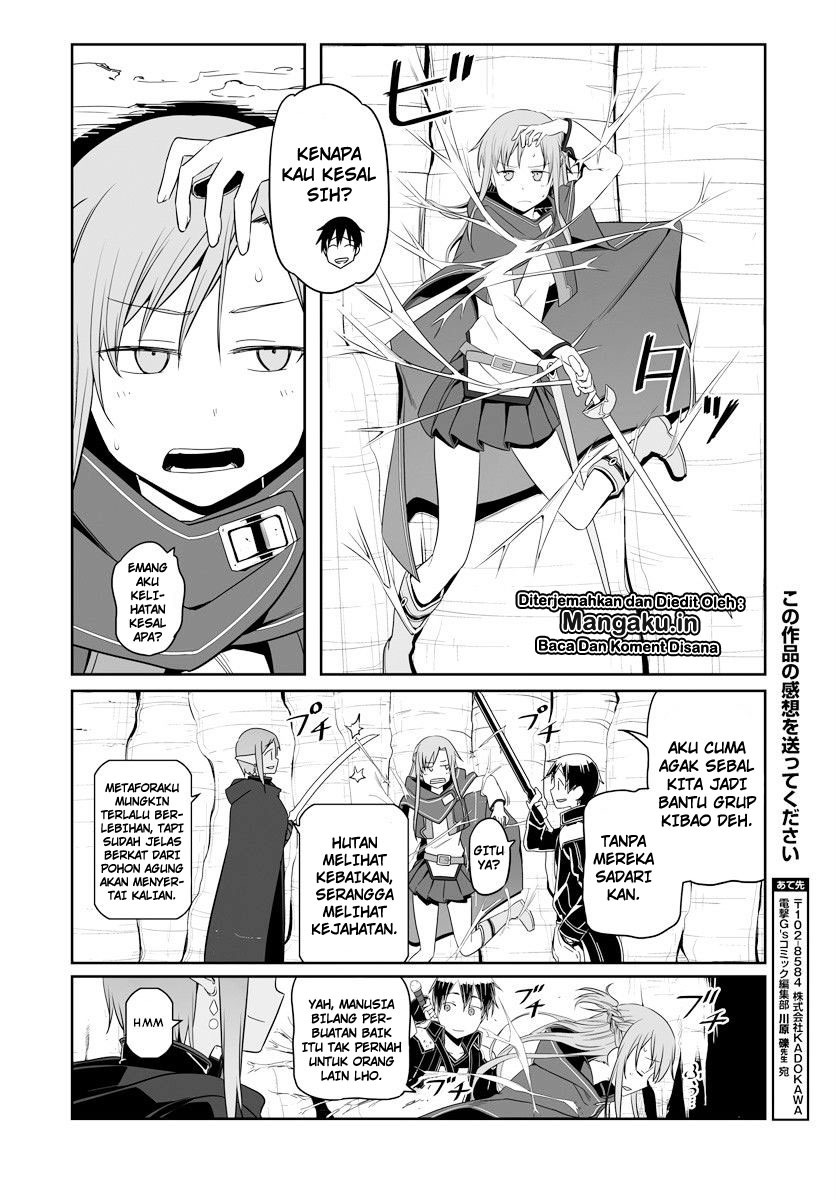 ビ
KENAPA
KAU KESAL
SIH?
タ
EMANG
AKU
KELI-
HATAN
KESAL
APA?
Diterjemahkan dan Diedit Oleh :
Mangaku.in
Baca Dan Koment Disana
AKU CUMA
AGAK SEBAL
KITA JADI
BANTU GRUP
KIBAO DEH.
TANPA
MEREKA
SADARI
KAN.
プチ
GITU
YA?
プチ
HUTAN
MELIHAT
KEBAIKAN,
SERANGGA
MELIHAT
KEJAHATAN.
METAFORAKU
MUNGKIN
TERLALU BER-
LEBIHAN, TAPI
SUDAH JELAS
BERKAT DARI
POHON AGUNG
AKAN MENYER-
TAI KALIAN.
YAH, MANUSIA
BILANG PER-
BUATAN BAIK
ITU TAK PERNAH
UNTUK ORANG
LAIN LHO.
HMM
この作品の感想を送ってください
あて先
〒102-8584 株式会社KADOKAWA
電撃G'sコミック編集部 川原 礫先生 宛